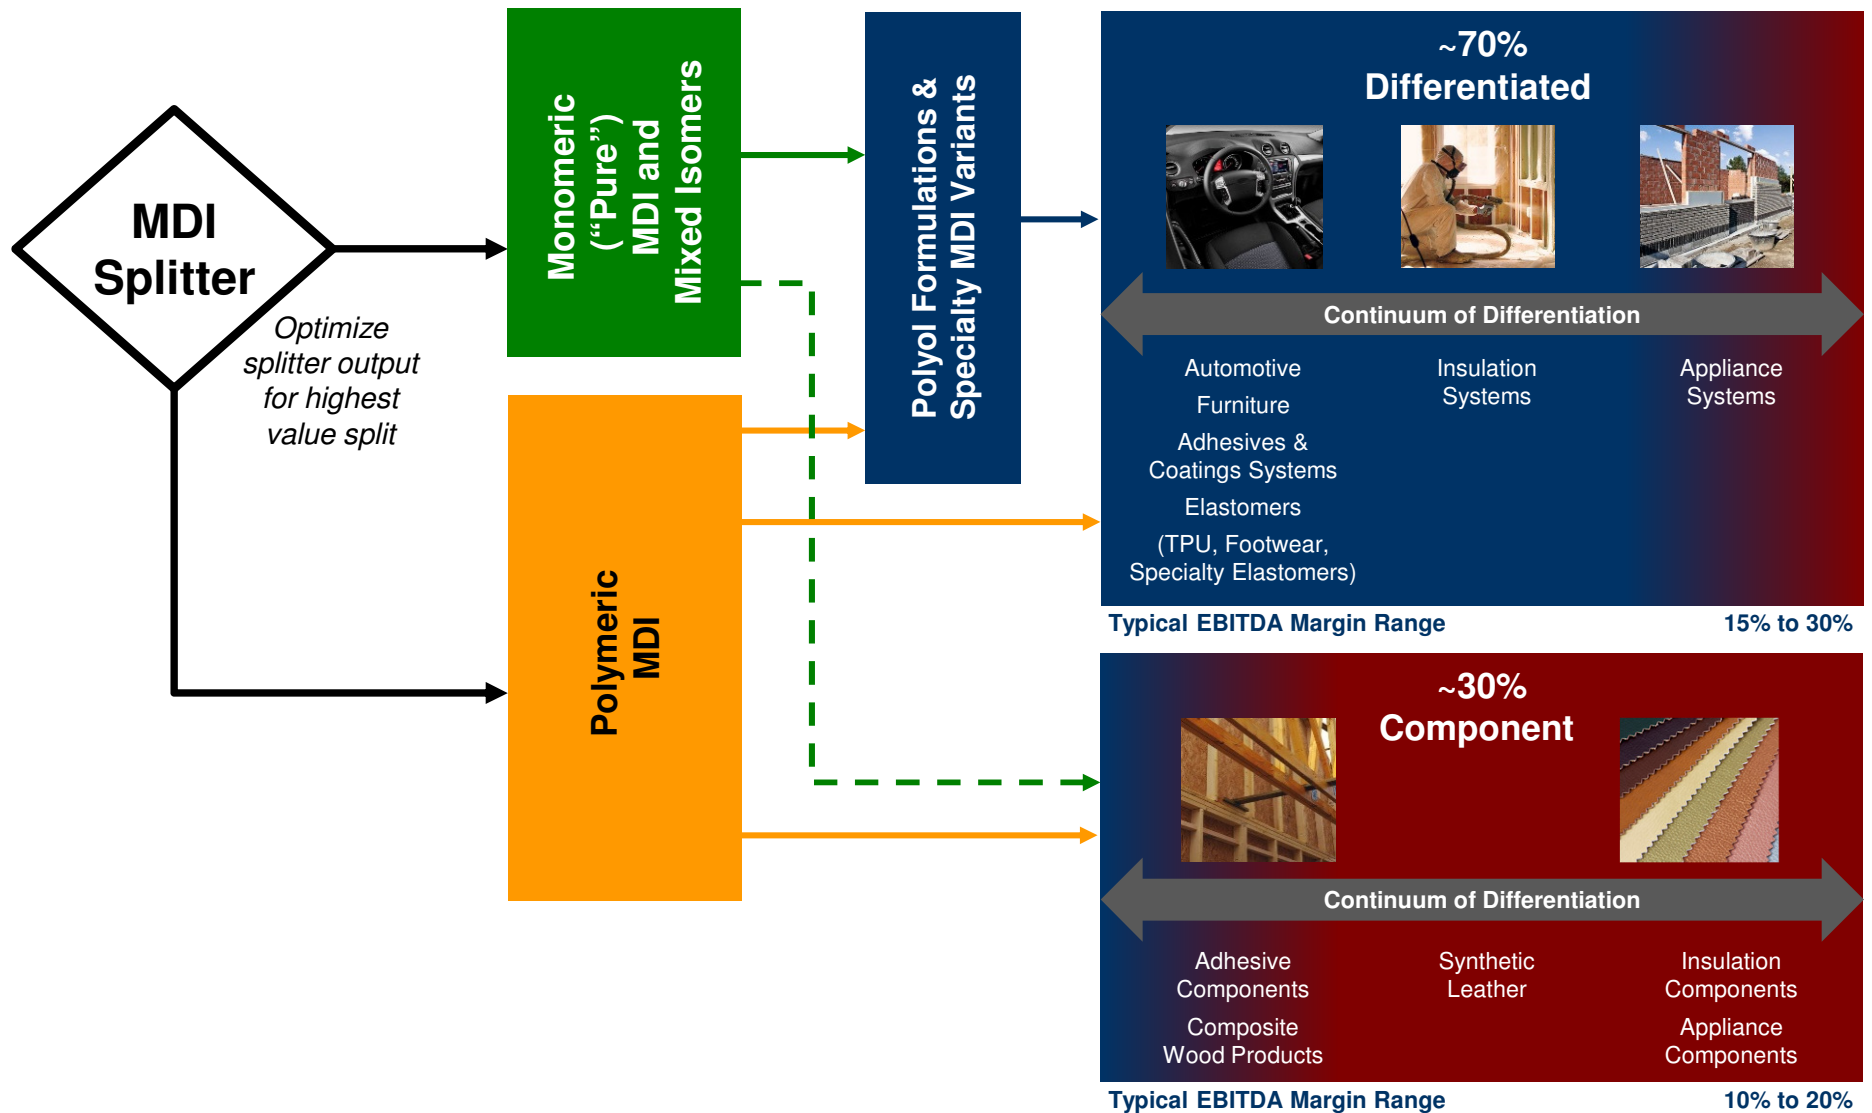 MDI
Splitter
Optimize
splitter output
for highest
value split
Monomeric
(“Pure”)
MDI and
Mixed Isomers
Polymeric
MDI
Polyol Formulations &
Specialty MDI Variants
~70%
Differentiated
Continuum of Differentiation
Automotive
Furniture
Adhesives &
Coatings Systems
Elastomers
(TPU, Footwear,
Specialty Elastomers)
Insulation
Systems
Appliance
Systems
Typical EBITDA Margin Range
15% to 30%
~30%
Component
Continuum of Differentiation
Adhesive
Components
Composite
Wood Products
Synthetic
Leather
Insulation
Components
Appliance
Components
Typical EBITDA Margin Range
10% to 20%